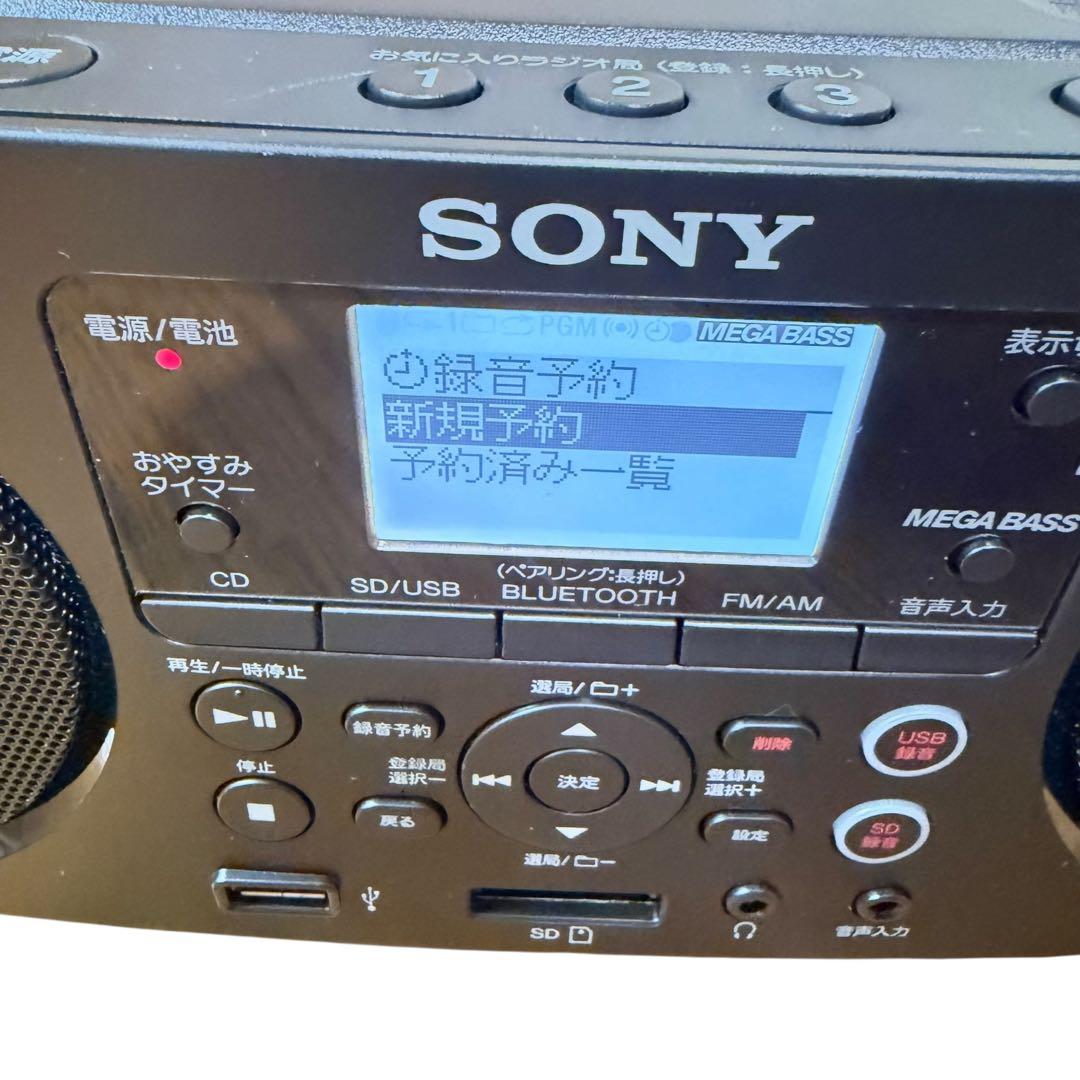 お気に入りラジオ局 (登録:長押し)
1
2
3
SONY
電源/電池
PGM
MEGA BASS
録音予約
新規予約
予約済み一覧
おやすみ
タイマー
MEGA BASS
CD
SD/USB
(ペアリング:長押し)
BLUETOOTH
FM/AM
音声入力
再生/一時停止
選局/+
録音予約
削除
USB
録音
登録局
選択−
停止
決定
登録局
選択+
戻る
設定
SD
録音
選局/−
SD
音声入力